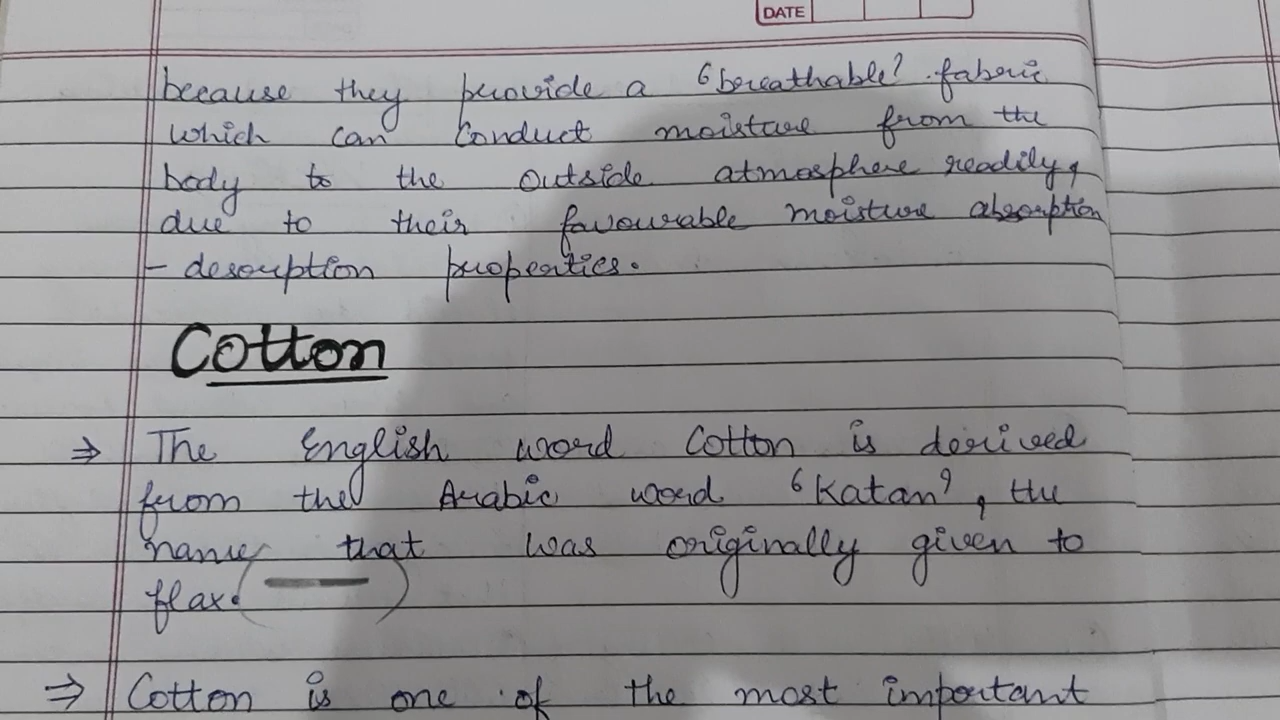 DATE
because they provide a 'breathable' fabric
which can conduct moisture from the
body to the outside atmosphere readily,
due to their favourable moisture absorption
- desorption properties.
Cotton
⇒ The English word Cotton is derived
from the Arabic word 'Katan', the
name that was originally given to
flax. ( — )
⇒ Cotton is one of the most important